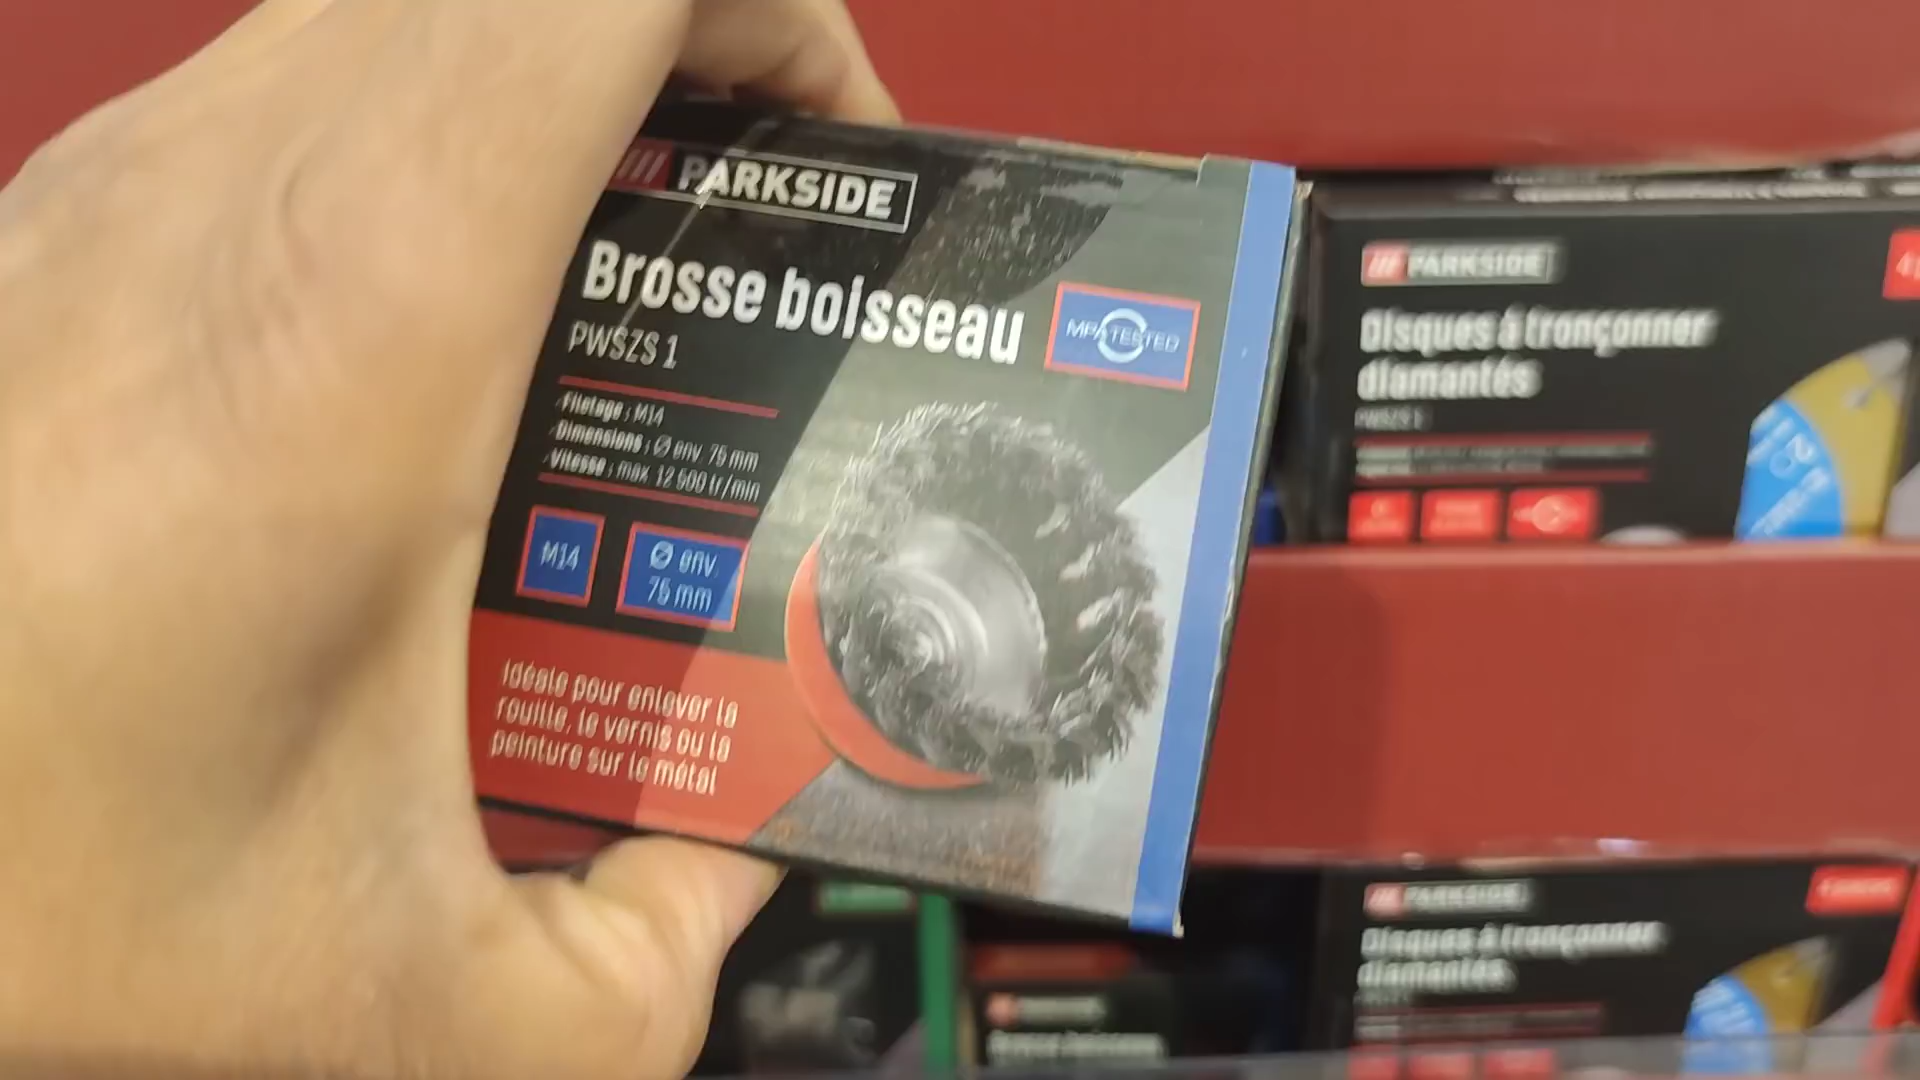 PARKSIDE
Brosse boisseau
PWSZS 1
MPA TESTED
Filetage : M14
Dimensions : Ø env. 75 mm
Vitesse : max. 12 500 tr/min
M14
Ø env.
75 mm
Idéale pour enlever la
rouille, le vernis ou la
peinture sur le métal
PARKSIDE
Disques à tronçonner
diamantés
PARKSIDE
Disques à tronçonner
diamantés
Brosse boisseau